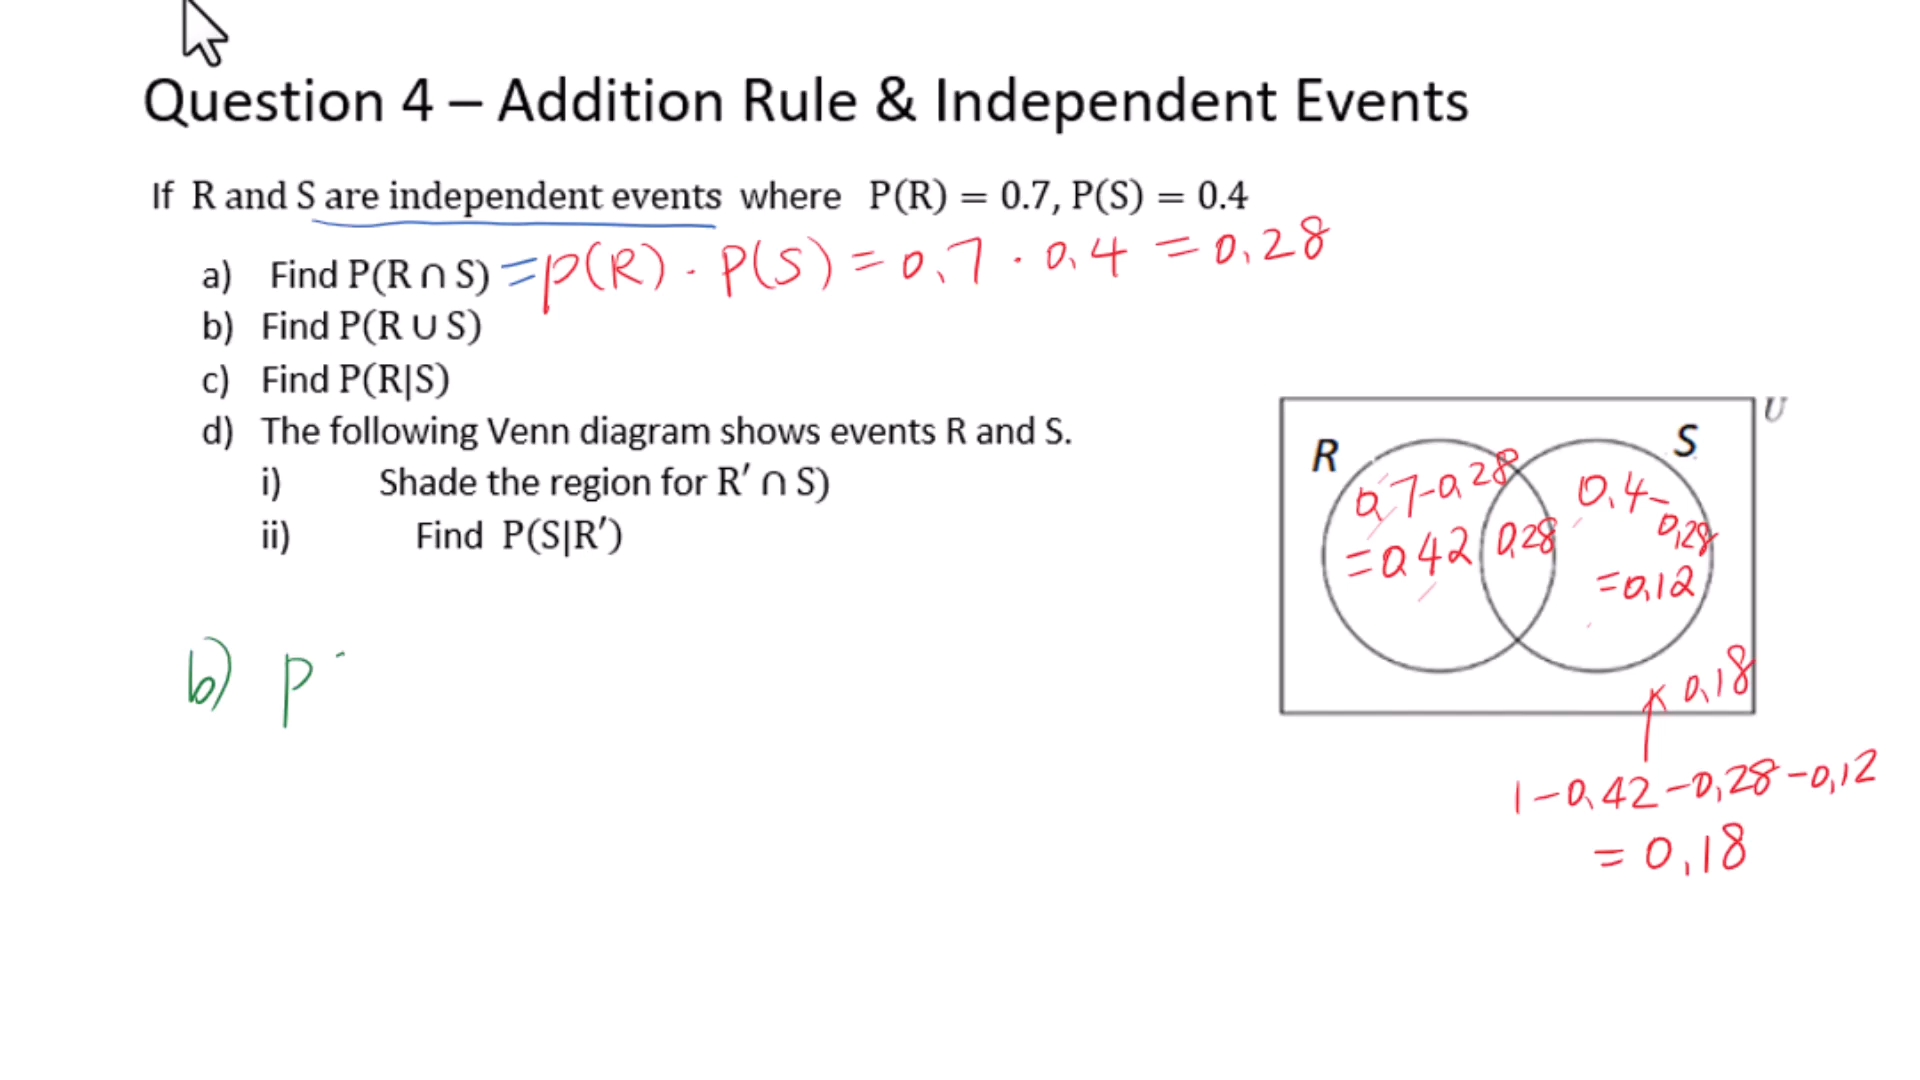 Question 4 – Addition Rule & Independent Events
If R and S are independent events where P(R) = 0.7, P(S) = 0.4
a) Find P(R ∩ S) = P(R) · P(S) = 0.7 · 0.4 = 0.28
b) Find P(R ∪ S)
c) Find P(R|S)
d) The following Venn diagram shows events R and S.
i) Shade the region for R′ ∩ S)
ii) Find P(S|R′)
U
R
S
0.7-0.28
=0.42
0.28
0.4-
0.28
=0.12
0.18
1-0.42-0.28-0.12
= 0.18
b) P